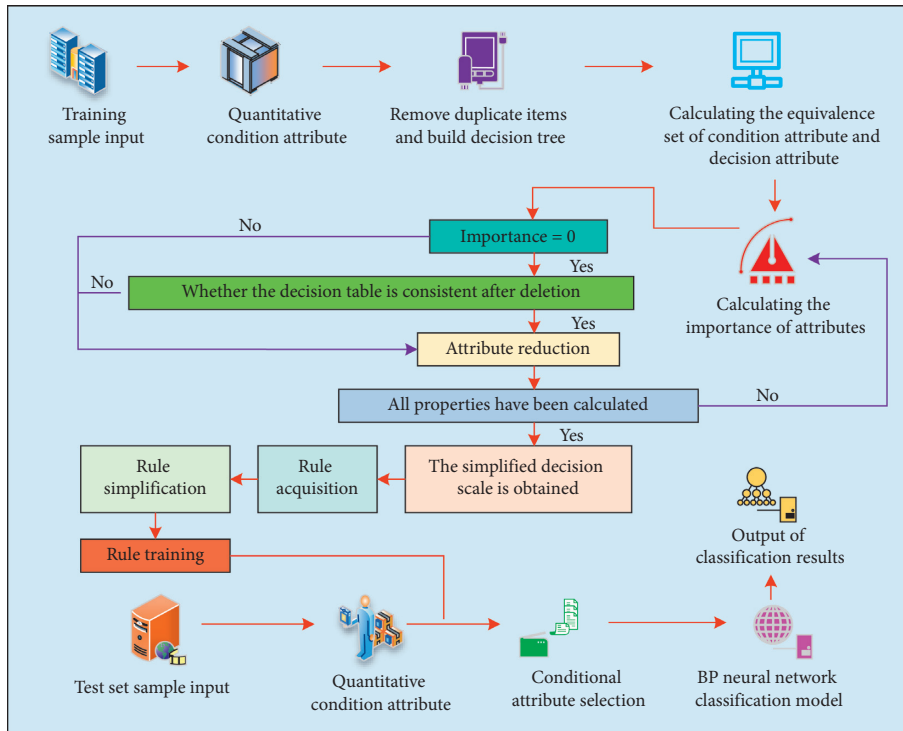 Training
sample input
Quantitative
condition attribute
Remove duplicate items
and build decision tree
Calculating the equivalence
set of condition attribute and
decision attribute
No
Importance = 0
Yes
No
Whether the decision table is consistent after deletion
Calculating the
importance of attributes
Yes
Attribute reduction
All properties have been calculated
No
Yes
Rule
simplification
Rule
acquisition
The simplified decision
scale is obtained
Output of
classification results
Rule training
Test set sample input
Quantitative
condition attribute
Conditional
attribute selection
BP neural network
classification model